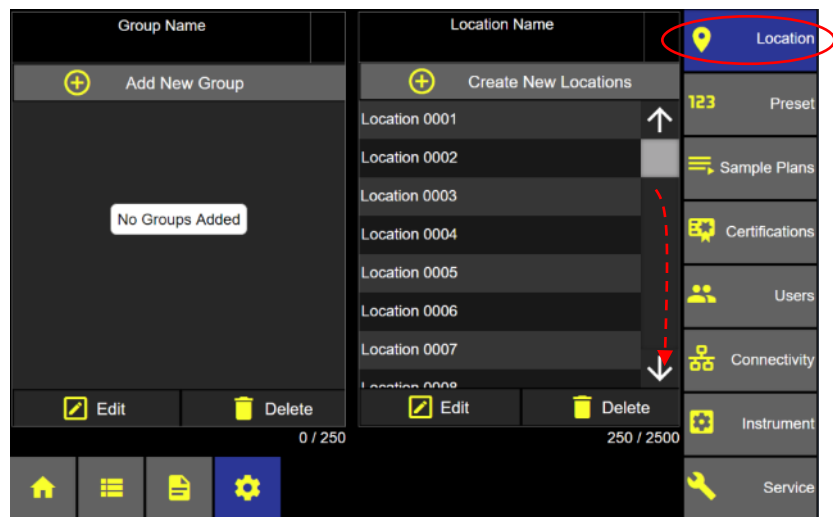 Group Name
Add New Group
No Groups Added
Edit
Delete
0 / 250
Location Name
Create New Locations
Location 0001
Location 0002
Location 0003
Location 0004
Location 0005
Location 0006
Location 0007
Location 0008
Edit
Delete
250 / 2500
Location
123
Preset
Sample Plans
Certifications
Users
Connectivity
Instrument
Service